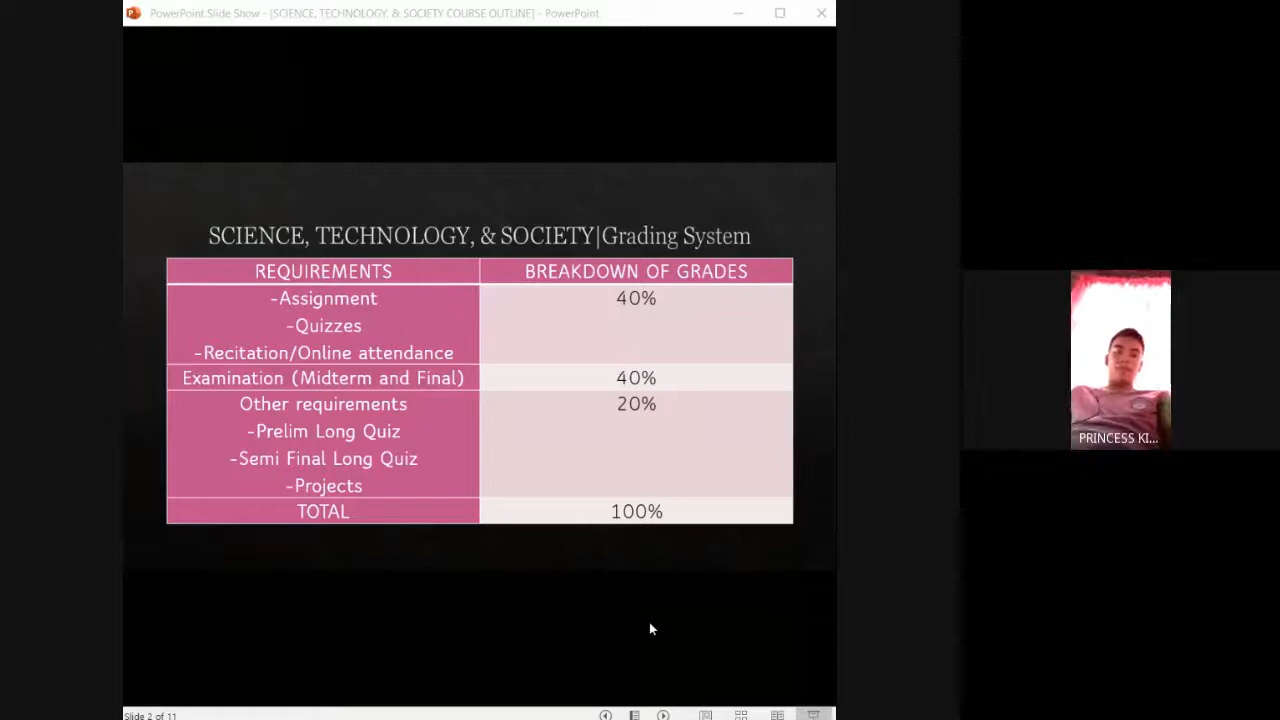 PowerPoint Slide Show - [SCIENCE, TECHNOLOGY, & SOCIETY COURSE OUTLINE] - PowerPoint
SCIENCE, TECHNOLOGY, & SOCIETY|Grading System
REQUIREMENTS BREAKDOWN OF GRADES
-Assignment 40%
-Quizzes
-Recitation/Online attendance
Examination (Midterm and Final) 40%
Other requirements 20%
-Prelim Long Quiz
-Semi Final Long Quiz
-Projects
TOTAL 100%
PRINCESS KI...
Slide 2 of 11